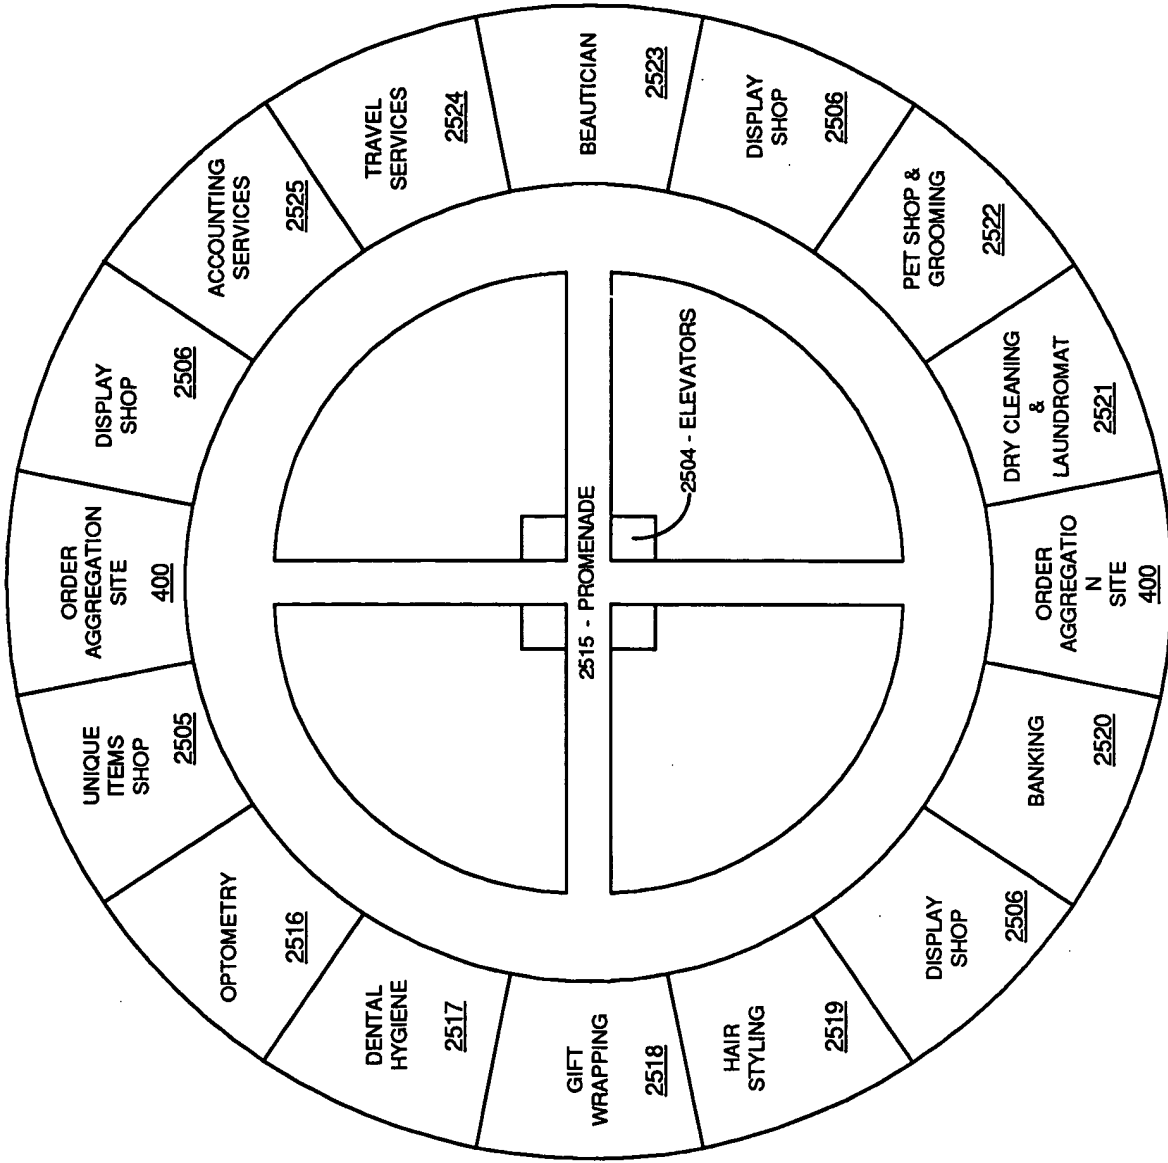 ORDER
AGGREGATION
SITE
400
DISPLAY
SHOP
2506
ACCOUNTING
SERVICES
2525
TRAVEL
SERVICES
2524
BEAUTICIAN
2523
DISPLAY
SHOP
2506
PET SHOP &
GROOMING
2522
DRY CLEANING
&
LAUNDROMAT
2521
ORDER
AGGREGATIO
N
SITE
400
BANKING
2520
DISPLAY
SHOP
2506
HAIR
STYLING
2519
GIFT
WRAPPING
2518
DENTAL
HYGIENE
2517
OPTOMETRY
2516
UNIQUE
ITEMS
SHOP
2505
2515 - PROMENADE
2504 - ELEVATORS